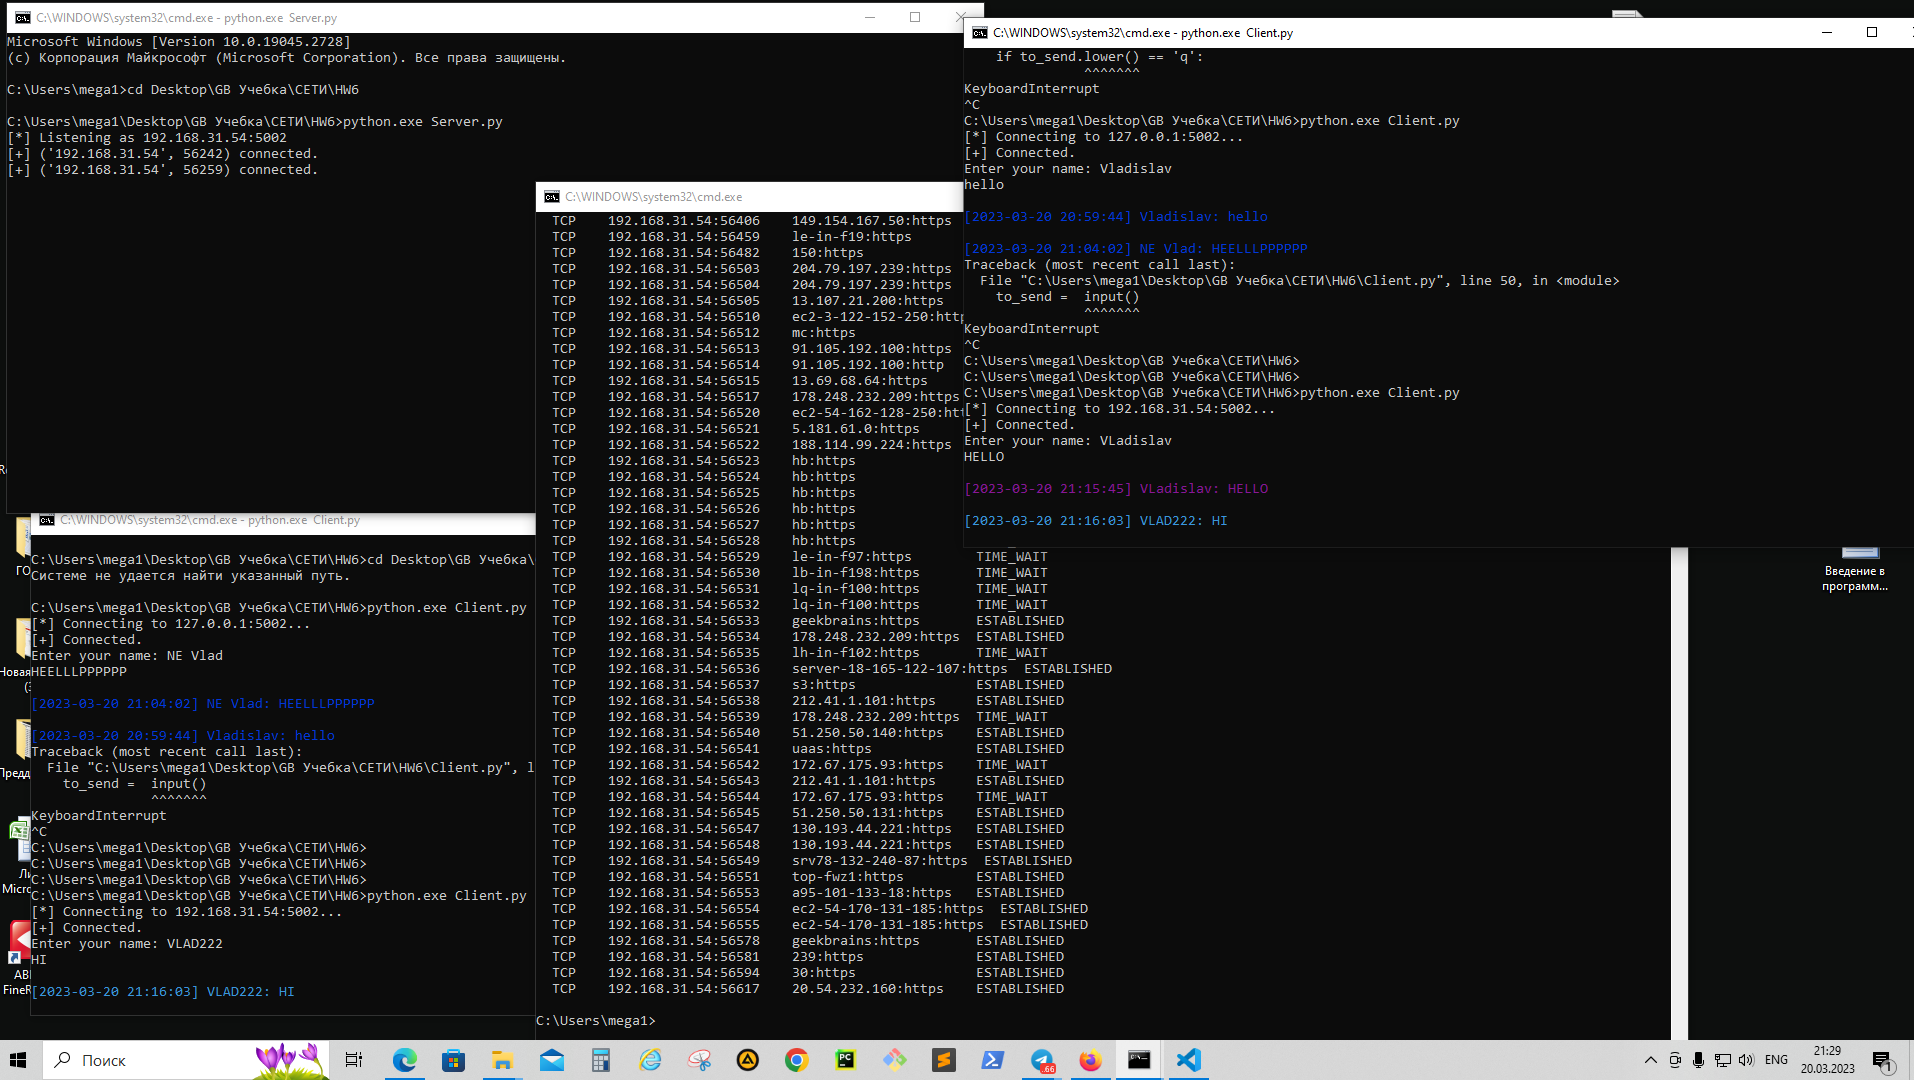 C:\WINDOWS\system32\cmd.exe - python.exe  Server.py
Microsoft Windows [Version 10.0.19045.2728]
(c) Корпорация Майкрософт (Microsoft Corporation). Все права защищены.
C:\Users\mega1>cd Desktop\GB Учебка\СЕТИ\HW6
C:\Users\mega1\Desktop\GB Учебка\СЕТИ\HW6>python.exe Server.py
[*] Listening as 192.168.31.54:5002
[+] ('192.168.31.54', 56242) connected.
[+] ('192.168.31.54', 56259) connected.
C:\WINDOWS\system32\cmd.exe - python.exe  Client.py
if to_send.lower() == 'q':
^^^^^^^
KeyboardInterrupt
^C
C:\Users\mega1\Desktop\GB Учебка\СЕТИ\HW6>python.exe Client.py
[*] Connecting to 127.0.0.1:5002...
[+] Connected.
Enter your name: Vladislav
hello
[2023-03-20 20:59:44] Vladislav: hello
[2023-03-20 21:04:02] NE Vlad: HEELLLPPPPPP
Traceback (most recent call last):
File "C:\Users\mega1\Desktop\GB Учебка\СЕТИ\HW6\Client.py", line 50, in <module>
to_send =  input()
^^^^^^^
KeyboardInterrupt
^C
C:\Users\mega1\Desktop\GB Учебка\СЕТИ\HW6>
C:\Users\mega1\Desktop\GB Учебка\СЕТИ\HW6>
C:\Users\mega1\Desktop\GB Учебка\СЕТИ\HW6>python.exe Client.py
[*] Connecting to 192.168.31.54:5002...
[+] Connected.
Enter your name: VLadislav
HELLO
[2023-03-20 21:15:45] VLadislav: HELLO
[2023-03-20 21:16:03] VLAD222: HI
C:\WINDOWS\system32\cmd.exe
TCP    192.168.31.54:56406    149.154.167.50:https
TCP    192.168.31.54:56459    le-in-f19:https
TCP    192.168.31.54:56482    150:https
TCP    192.168.31.54:56503    204.79.197.239:https
TCP    192.168.31.54:56504    204.79.197.239:https
TCP    192.168.31.54:56505    13.107.21.200:https
TCP    192.168.31.54:56510    ec2-3-122-152-250:http
TCP    192.168.31.54:56512    mc:https
TCP    192.168.31.54:56513    91.105.192.100:https
TCP    192.168.31.54:56514    91.105.192.100:http
TCP    192.168.31.54:56515    13.69.68.64:https
TCP    192.168.31.54:56517    178.248.232.209:https
TCP    192.168.31.54:56520    ec2-54-162-128-250:htt
TCP    192.168.31.54:56521    5.181.61.0:https
TCP    192.168.31.54:56522    188.114.99.224:https
TCP    192.168.31.54:56523    hb:https
TCP    192.168.31.54:56524    hb:https
TCP    192.168.31.54:56525    hb:https
TCP    192.168.31.54:56526    hb:https
TCP    192.168.31.54:56527    hb:https
TCP    192.168.31.54:56528    hb:https
TCP    192.168.31.54:56529    le-in-f97:https        TIME_WAIT
TCP    192.168.31.54:56530    lb-in-f198:https       TIME_WAIT
TCP    192.168.31.54:56531    lq-in-f100:https       TIME_WAIT
TCP    192.168.31.54:56532    lq-in-f100:https       TIME_WAIT
TCP    192.168.31.54:56533    geekbrains:https       ESTABLISHED
TCP    192.168.31.54:56534    178.248.232.209:https  ESTABLISHED
TCP    192.168.31.54:56535    lh-in-f102:https       TIME_WAIT
TCP    192.168.31.54:56536    server-18-165-122-107:https  ESTABLISHED
TCP    192.168.31.54:56537    s3:https               ESTABLISHED
TCP    192.168.31.54:56538    212.41.1.101:https     ESTABLISHED
TCP    192.168.31.54:56539    178.248.232.209:https  TIME_WAIT
TCP    192.168.31.54:56540    51.250.50.140:https    ESTABLISHED
TCP    192.168.31.54:56541    uaas:https             ESTABLISHED
TCP    192.168.31.54:56542    172.67.175.93:https    TIME_WAIT
TCP    192.168.31.54:56543    212.41.1.101:https     ESTABLISHED
TCP    192.168.31.54:56544    172.67.175.93:https    TIME_WAIT
TCP    192.168.31.54:56545    51.250.50.131:https    ESTABLISHED
TCP    192.168.31.54:56547    130.193.44.221:https   ESTABLISHED
TCP    192.168.31.54:56548    130.193.44.221:https   ESTABLISHED
TCP    192.168.31.54:56549    srv78-132-240-87:https  ESTABLISHED
TCP    192.168.31.54:56551    top-fwz1:https         ESTABLISHED
TCP    192.168.31.54:56553    a95-101-133-18:https   ESTABLISHED
TCP    192.168.31.54:56554    ec2-54-170-131-185:https  ESTABLISHED
TCP    192.168.31.54:56555    ec2-54-170-131-185:https  ESTABLISHED
TCP    192.168.31.54:56578    geekbrains:https       ESTABLISHED
TCP    192.168.31.54:56581    239:https              ESTABLISHED
TCP    192.168.31.54:56594    30:https               ESTABLISHED
TCP    192.168.31.54:56617    20.54.232.160:https    ESTABLISHED
C:\Users\mega1>
C:\WINDOWS\system32\cmd.exe - python.exe  Client.py
C:\Users\mega1\Desktop\GB Учебка\СЕТИ\HW6>cd Desktop\GB Учебка\
Системе не удается найти указанный путь.
C:\Users\mega1\Desktop\GB Учебка\СЕТИ\HW6>python.exe Client.py
[*] Connecting to 127.0.0.1:5002...
[+] Connected.
Enter your name: NE Vlad
HEELLLPPPPPP
[2023-03-20 21:04:02] NE Vlad: HEELLLPPPPPP
[2023-03-20 20:59:44] Vladislav: hello
Traceback (most recent call last):
File "C:\Users\mega1\Desktop\GB Учебка\СЕТИ\HW6\Client.py", l
to_send =  input()
^^^^^^^
KeyboardInterrupt
^C
C:\Users\mega1\Desktop\GB Учебка\СЕТИ\HW6>
C:\Users\mega1\Desktop\GB Учебка\СЕТИ\HW6>
C:\Users\mega1\Desktop\GB Учебка\СЕТИ\HW6>
C:\Users\mega1\Desktop\GB Учебка\СЕТИ\HW6>python.exe Client.py
[*] Connecting to 192.168.31.54:5002...
[+] Connected.
Enter your name: VLAD222
HI
[2023-03-20 21:16:03] VLAD222: HI
ГО
Новая
(3
Предд
Ли
Micro
AB
FineR
Введение в
программ...
Поиск
PC
..66
ENG
21:29
20.03.2023
1